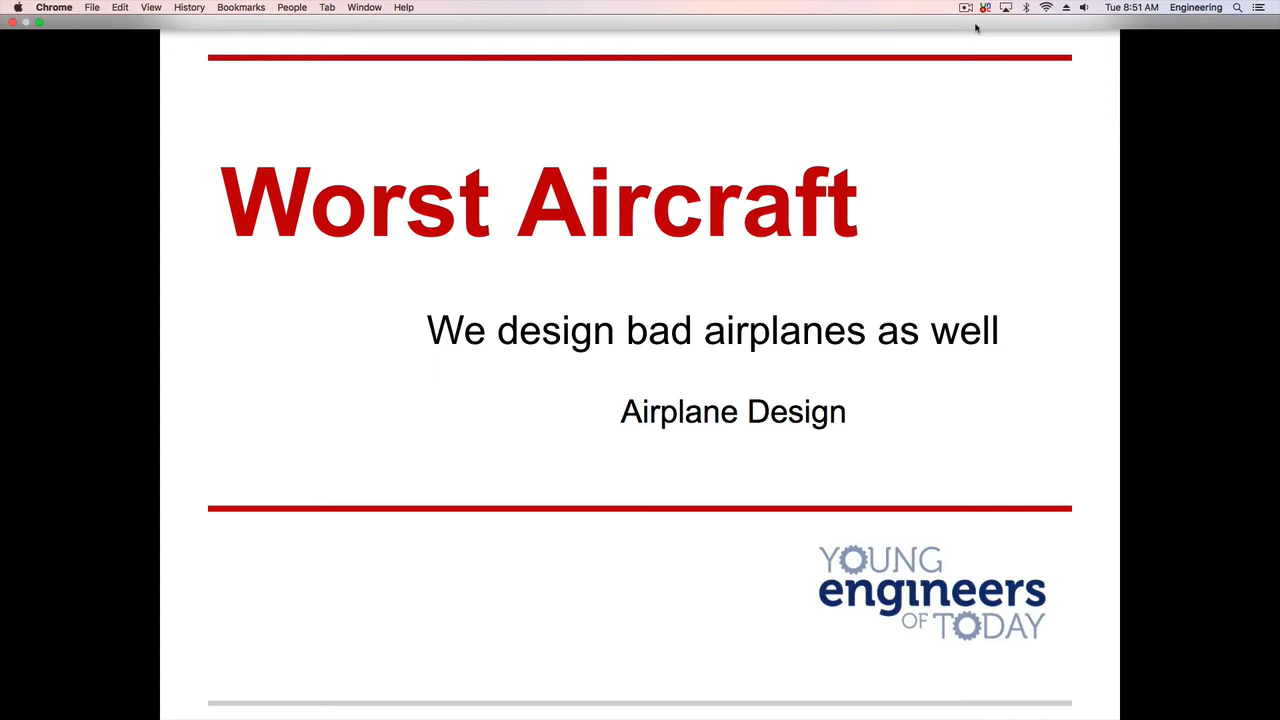 Chrome File Edit View History Bookmarks People Tab Window Help Tue 8:51 AM Engineering
Worst Aircraft
We design bad airplanes as well
Airplane Design
YOUNG
engineers
OF TODAY